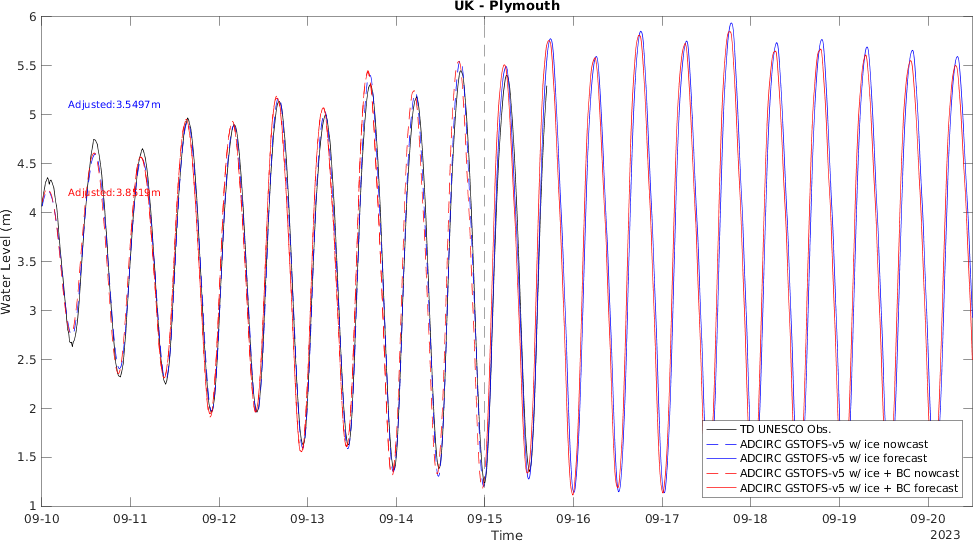 UK - Plymouth
6
5.5
5
4.5
4
3.5
3
2.5
2
1.5
1
Water Level (m)
Adjusted:3.5497m
Adjusted:3.8519m
TD UNESCO Obs.
ADCIRC GSTOFS-v5 w/ ice nowcast
ADCIRC GSTOFS-v5 w/ ice forecast
ADCIRC GSTOFS-v5 w/ ice + BC nowcast
ADCIRC GSTOFS-v5 w/ ice + BC forecast
09-10 09-11 09-12 09-13 09-14 09-15 09-16 09-17 09-18 09-19 09-20
Time
2023